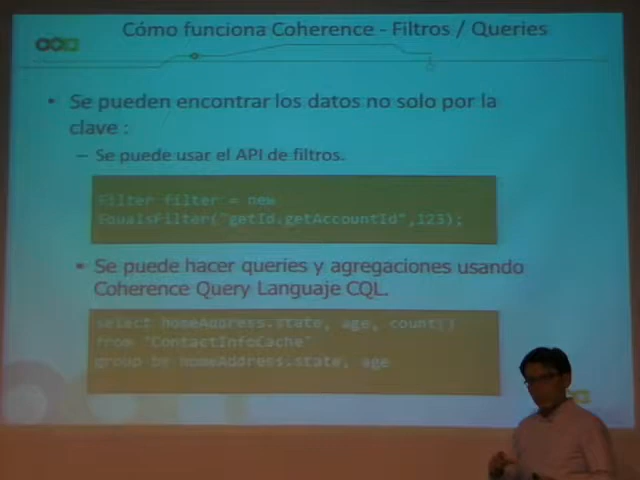 Cómo funciona Coherence - Filtros / Queries
• Se pueden encontrar los datos no solo por la
clave :
– Se puede usar el API de filtros.
Filter filter = new
EqualsFilter("getId.getAccountId",123);
• Se puede hacer queries y agregaciones usando
Coherence Query Languaje CQL.
select homeAddress.state, age, count()
from "ContactInfoCache"
group by homeAddress.state, age